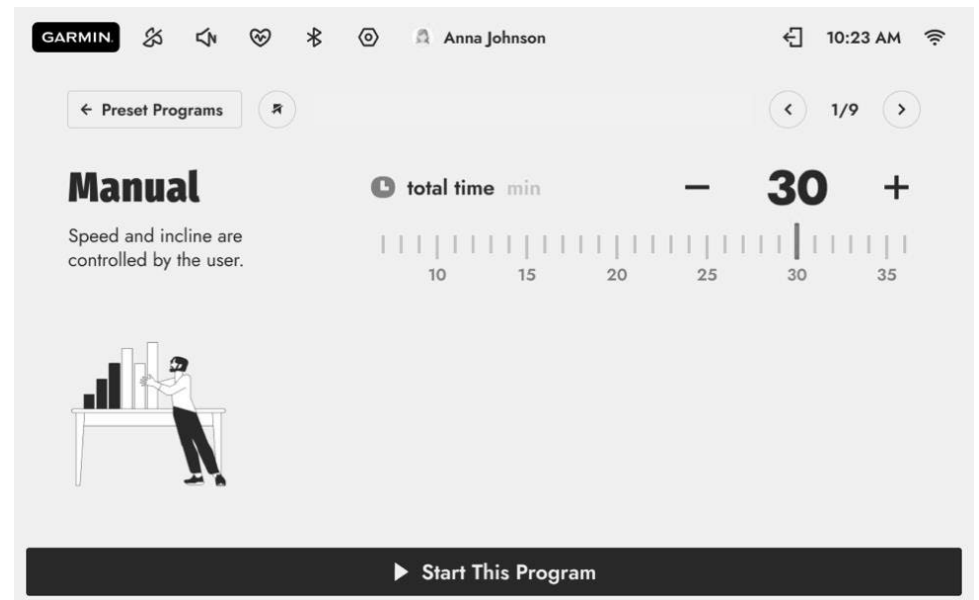 GARMIN. Anna Johnson 10:23 AM
← Preset Programs 1/9
Manual
Speed and incline are
controlled by the user.
total time min − 30 +
10 15 20 25 30 35
Start This Program